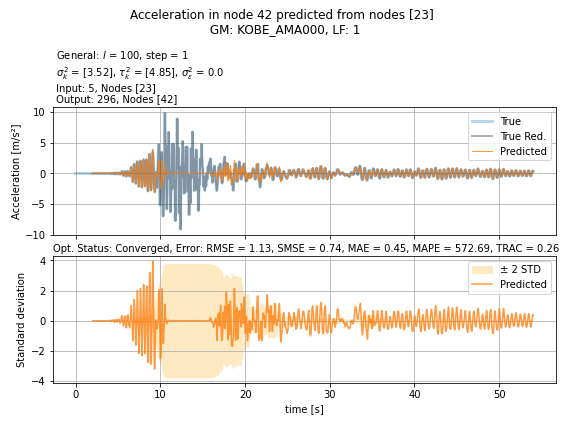 Acceleration in node 42 predicted from nodes [23]
GM: KOBE_AMA000, LF: 1
General: l = 100, step = 1
σ²ₖ = [3.52], τ²ₖ = [4.85], σ²ε = 0.0
Input: 5, Nodes [23]
Output: 296, Nodes [42]
Acceleration [m/s²]
10
5
0
−5
−10
True
True Red.
Predicted
Opt. Status: Converged, Error: RMSE = 1.13, SMSE = 0.74, MAE = 0.45, MAPE = 572.69, TRAC = 0.26
Standard deviation
4
2
0
−2
−4
± 2 STD
Predicted
0 10 20 30 40 50
time [s]